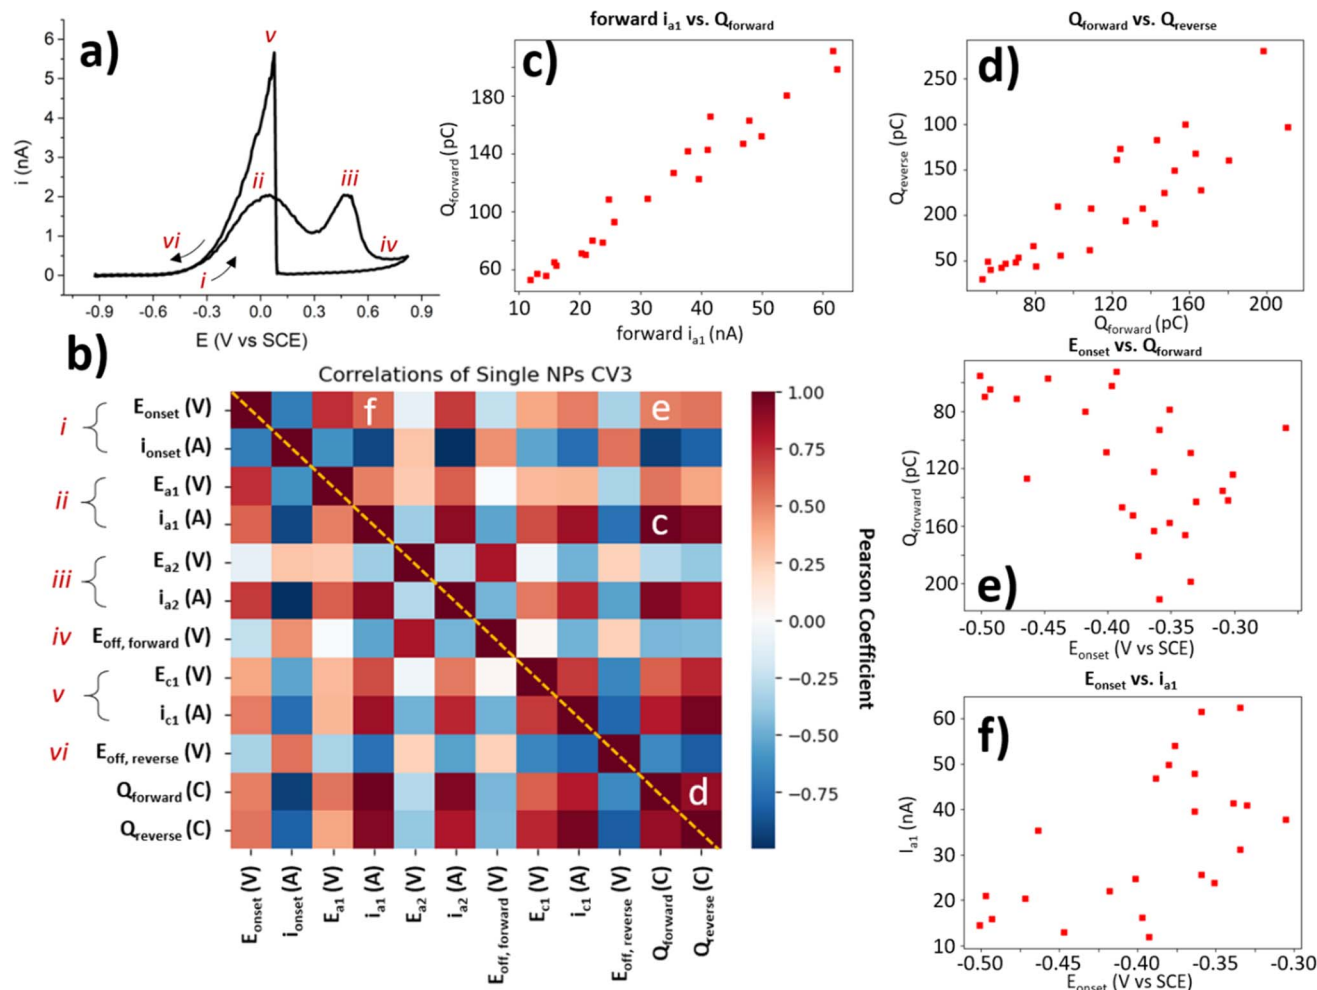 a)
i (nA)
6
5
4
3
2
1
0
v
ii
iii
iv
vi
i
-0.9 -0.6 -0.3 0.0 0.3 0.6 0.9
E (V vs SCE)
forward ia1 vs. Qforward
c)
Qforward (pC)
180
140
100
60
10 20 30 40 50 60
forward ia1 (nA)
Qforward vs. Qreverse
d)
Qreverse (pC)
250
100
150
200
50
80 120 160 200
Qforward (pC)
b)
Correlations of Single NPs CV3
i
ii
iii
iv
v
vi
Eonset (V)
ionset (A)
Ea1 (V)
ia1 (A)
Ea2 (V)
ia2 (A)
Eoff, forward (V)
Ec1 (V)
ic1 (A)
Eoff, reverse (V)
Qforward (C)
Qreverse (C)
f
e
c
d
Eonset (V)
ionset (A)
Ea1 (V)
ia1 (A)
Ea2 (V)
ia2 (A)
Eoff, forward (V)
Ec1 (V)
ic1 (A)
Eoff, reverse (V)
Qforward (C)
Qreverse (C)
1.00
0.75
0.50
0.25
0.00
−0.25
−0.50
−0.75
Pearson Coefficient
Eonset vs. Qforward
e)
Qforward (pC)
80
120
160
200
-0.50 -0.45 -0.40 -0.35 -0.30
Eonset (V vs SCE)
Eonset vs. ia1
f)
Ia1 (nA)
60
50
40
30
20
10
-0.50 -0.45 -0.40 -0.35 -0.30
Eonset (V vs SCE)